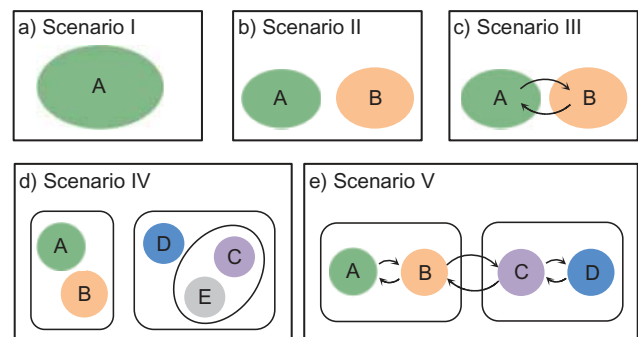 a) Scenario I
A
b) Scenario II
A
B
c) Scenario III
A
B
d) Scenario IV
A
B
D
C
E
e) Scenario V
A
B
C
D